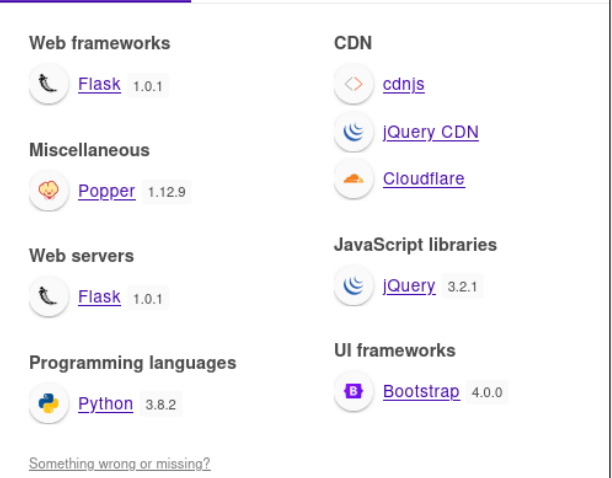 Web frameworks
Flask 1.0.1
Miscellaneous
Popper 1.12.9
Web servers
Flask 1.0.1
Programming languages
Python 3.8.2
Something wrong or missing?
CDN
cdnjs
jQuery CDN
Cloudflare
JavaScript libraries
jQuery 3.2.1
UI frameworks
B
Bootstrap 4.0.0